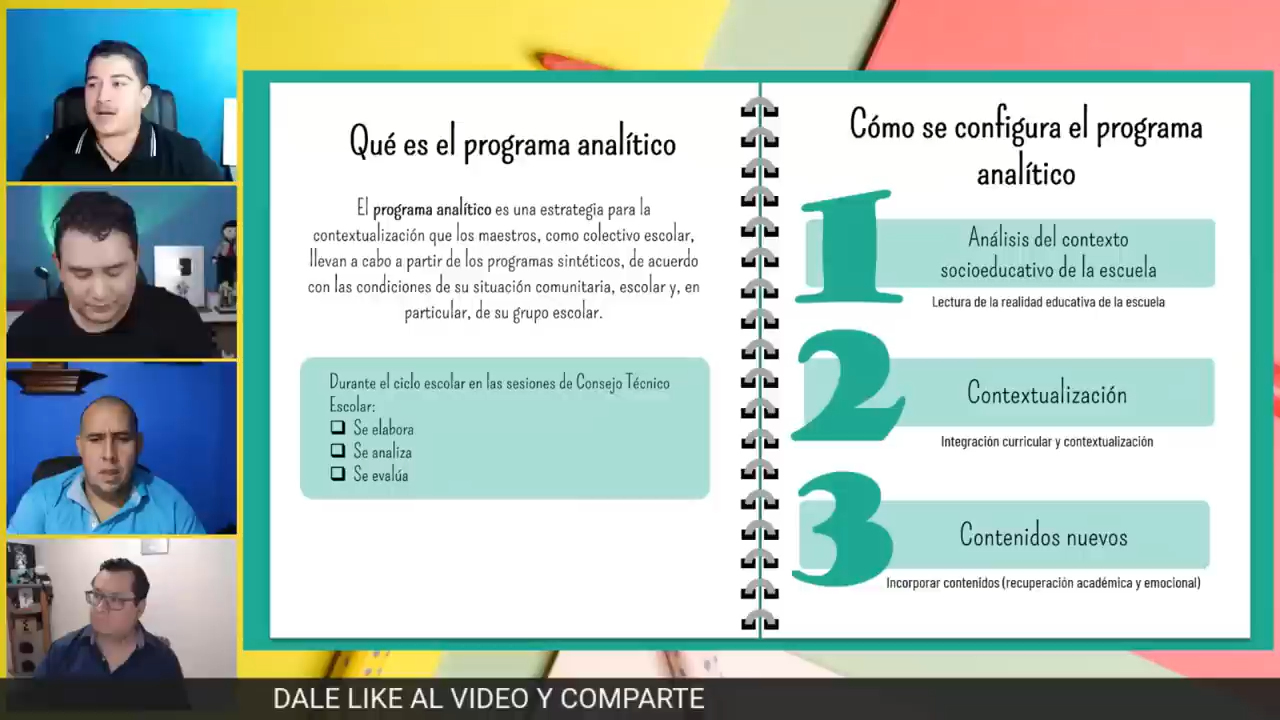 Qué es el programa analítico
El programa analítico es una estrategia para la
contextualización que los maestros, como colectivo escolar,
llevan a cabo a partir de los programas sintéticos, de acuerdo
con las condiciones de su situación comunitaria, escolar y, en
particular, de su grupo escolar.
Durante el ciclo escolar en las sesiones de Consejo Técnico
Escolar:
❑ Se elabora
❑ Se analiza
❑ Se evalúa
Cómo se configura el programa
analítico
1
Análisis del contexto
socioeducativo de la escuela
Lectura de la realidad educativa de la escuela
2
Contextualización
Integración curricular y contextualización
3
Contenidos nuevos
Incorporar contenidos (recuperación académica y emocional)
DALE LIKE AL VIDEO Y COMPARTE